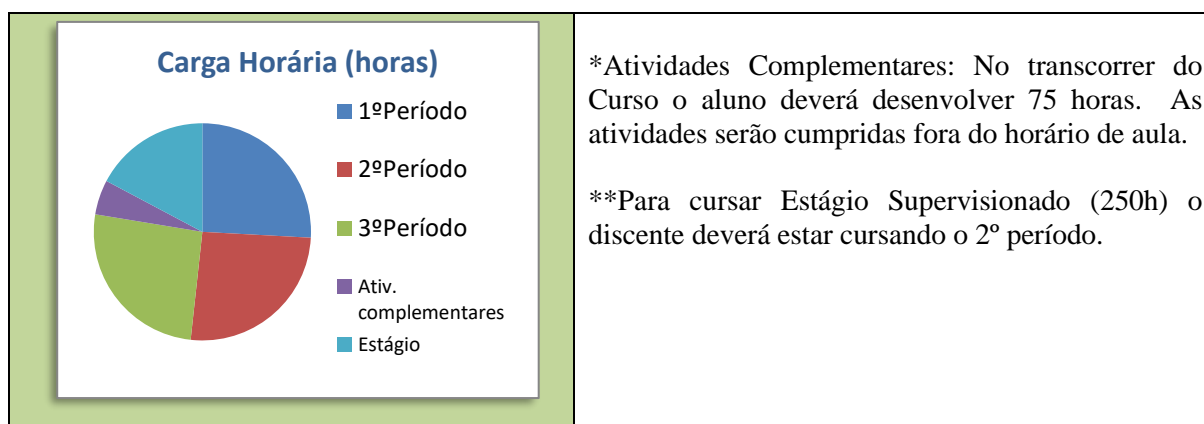 Carga Horária (horas)
1ºPeríodo
2ºPeríodo
3ºPeríodo
Ativ.
complementares
Estágio
*Atividades Complementares: No transcorrer do
Curso o aluno deverá desenvolver 75 horas. As
atividades serão cumpridas fora do horário de aula.
**Para cursar Estágio Supervisionado (250h) o
discente deverá estar cursando o 2º período.